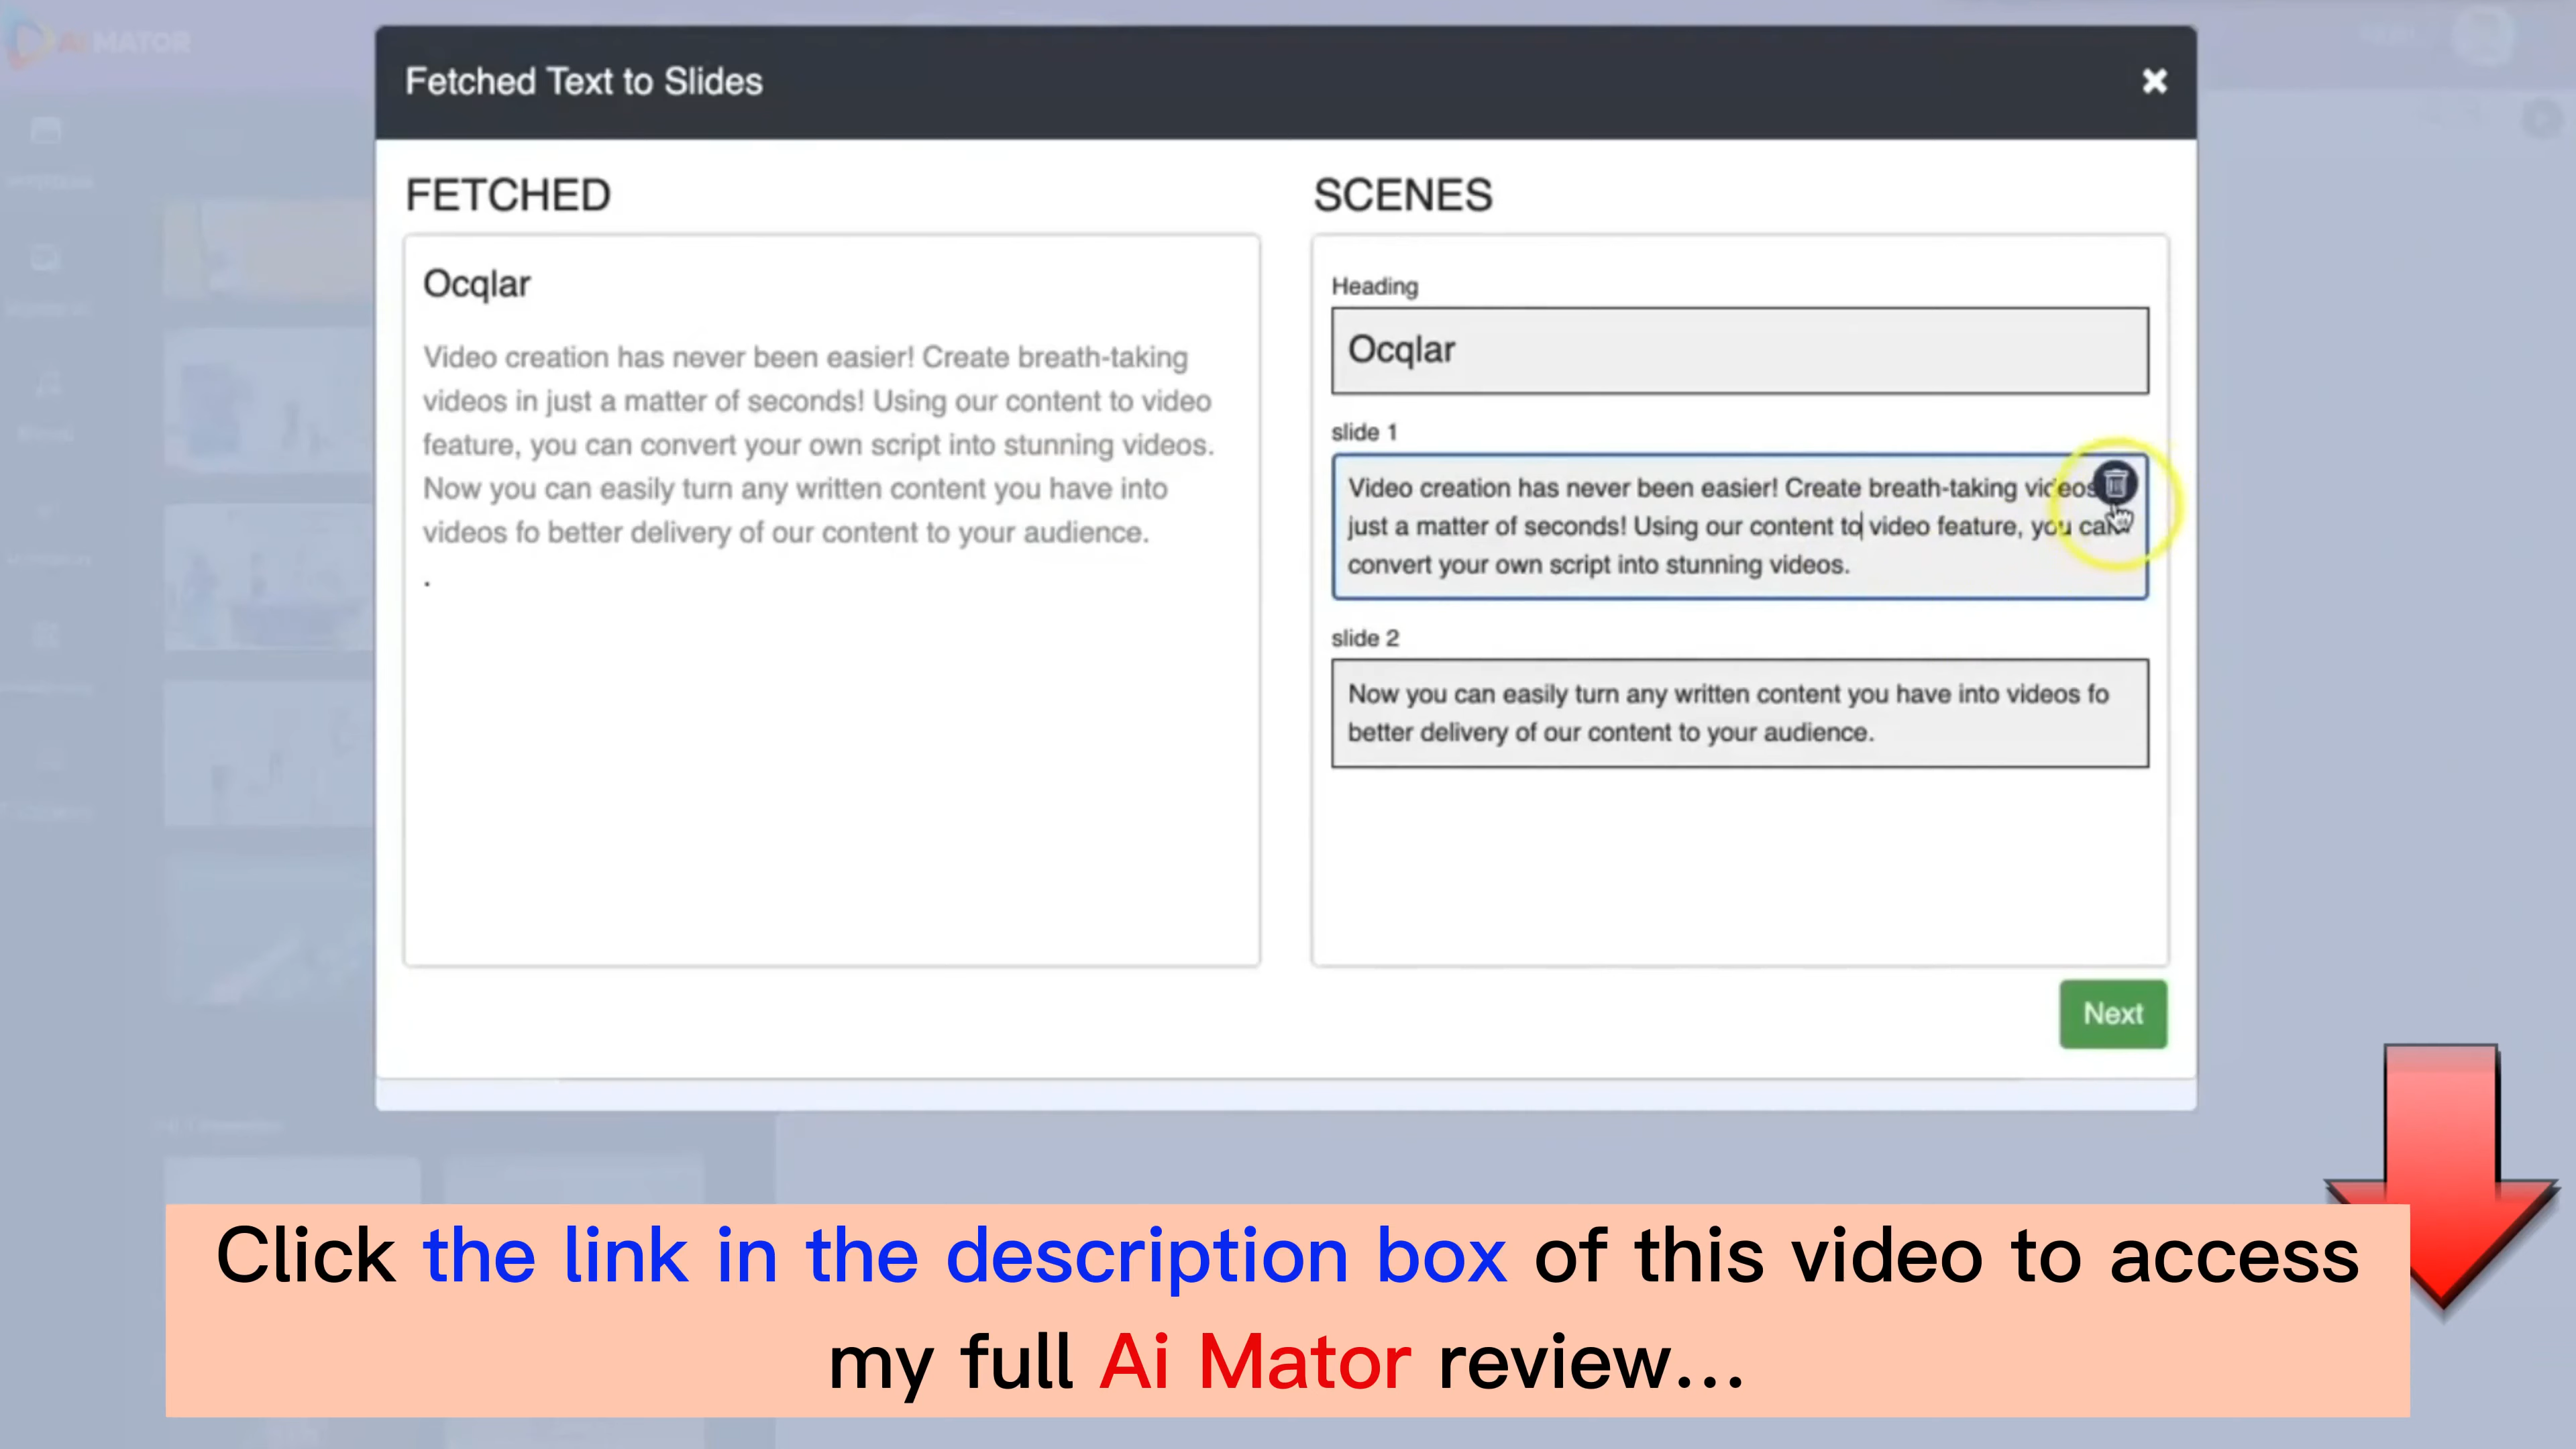 Ai MATOR
Fetched Text to Slides
FETCHED
Ocqlar
Video creation has never been easier! Create breath-taking
videos in just a matter of seconds! Using our content to video
feature, you can convert your own script into stunning videos.
Now you can easily turn any written content you have into
videos fo better delivery of our content to your audience.
.
SCENES
Heading
Ocqlar
slide 1
Video creation has never been easier! Create breath-taking videos
just a matter of seconds! Using our content to video feature, you can
convert your own script into stunning videos.
slide 2
Now you can easily turn any written content you have into videos fo
better delivery of our content to your audience.
Next
Click the link in the description box of this video to access
my full Ai Mator review...